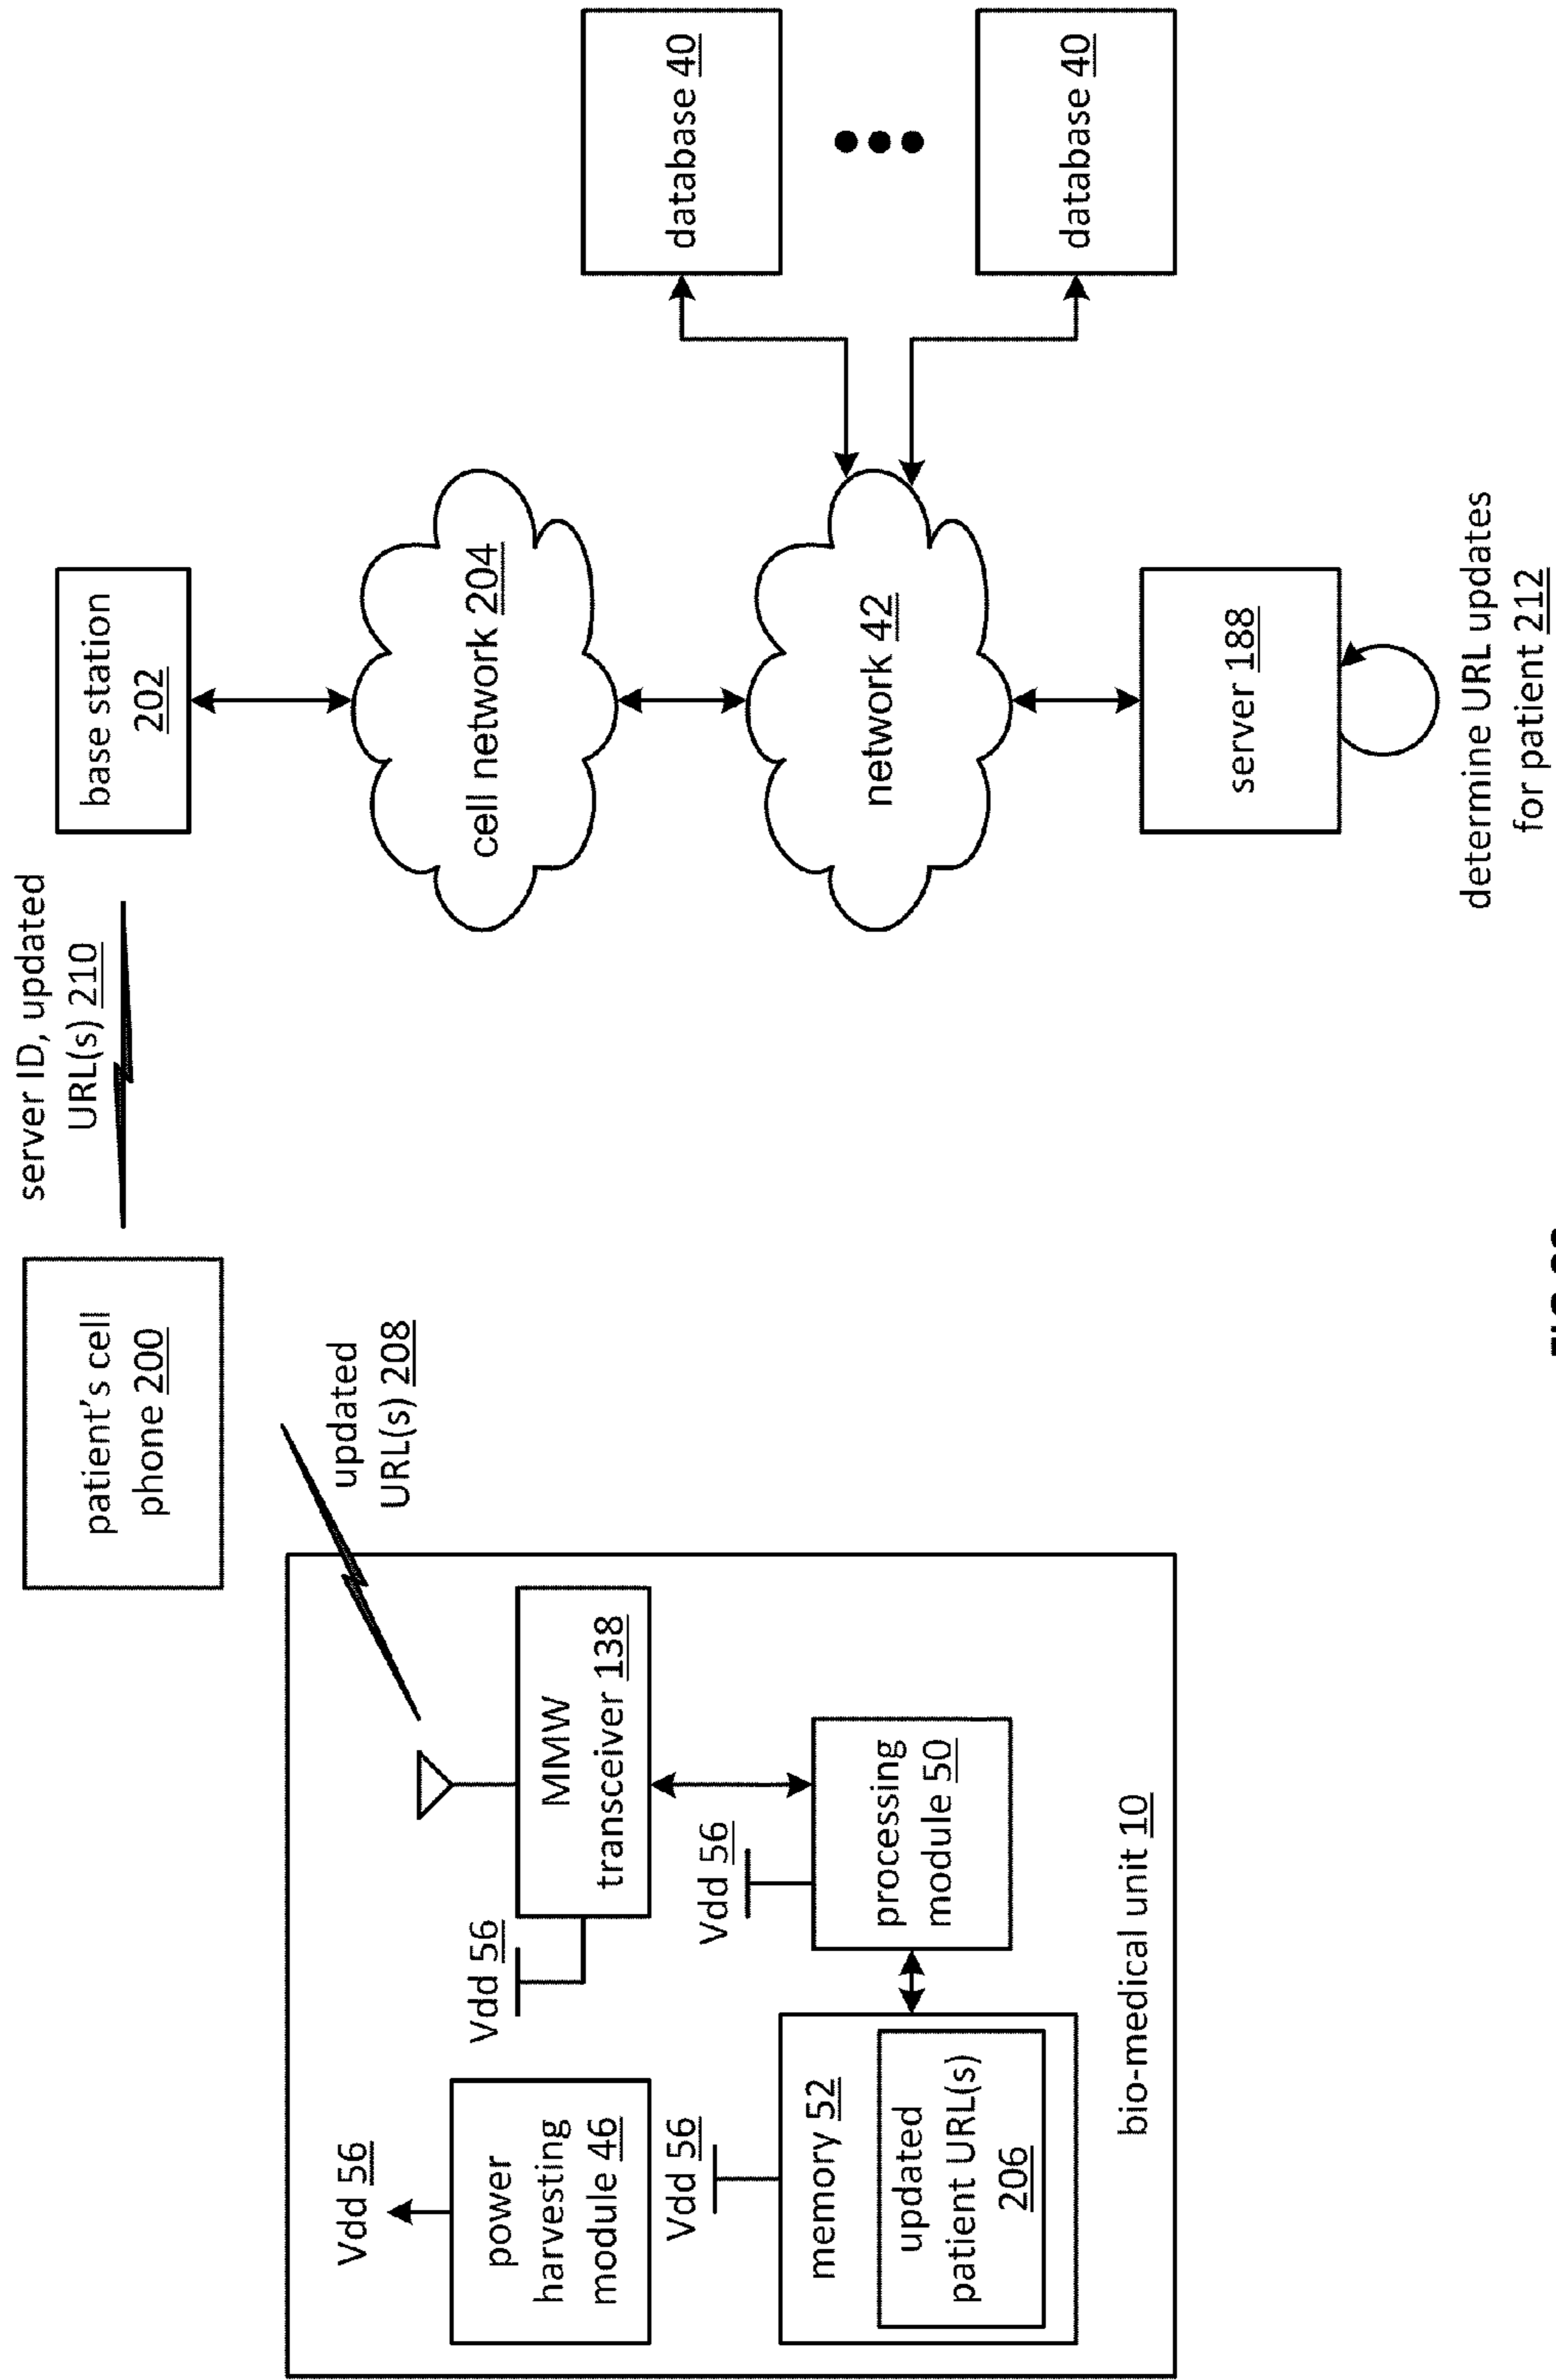 patient's cell
phone 200
server ID, updated
URL(s) 210
base station
202
updated
URL(s) 208
Vdd 56
power
harvesting
module 46
Vdd 56
MMW
transceiver 138
Vdd 56
memory 52
updated
patient URL(s)
206
Vdd 56
processing
module 50
bio-medical unit 10
cell network 204
network 42
database 40
database 40
server 188
determine URL updates
for patient 212